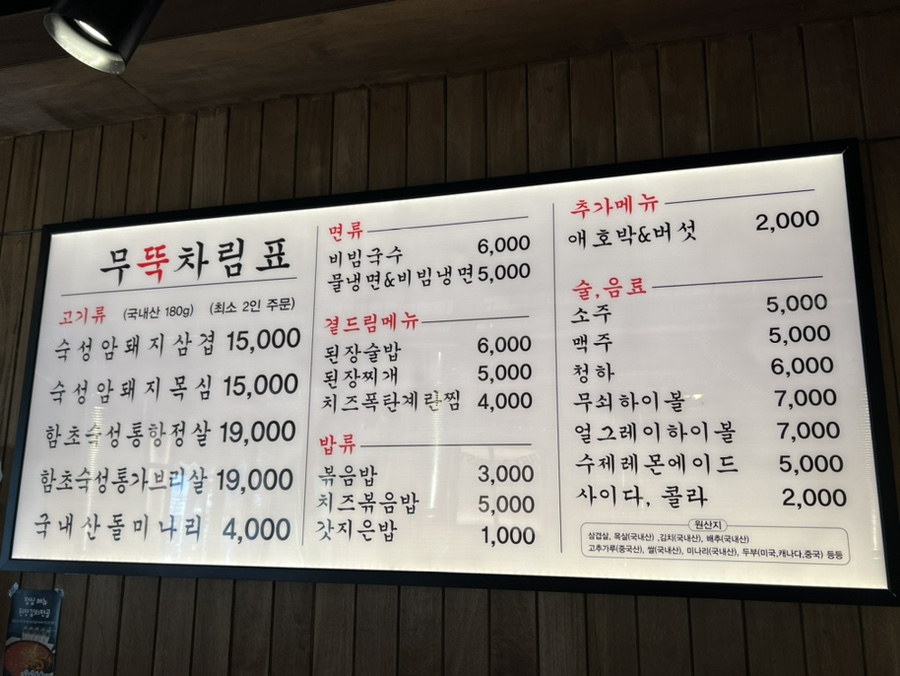 무뚝차림표
고기류 (국내산 180g) (최소 2인 주문)
숙성암돼지삼겹 15,000
숙성암돼지목심 15,000
함초숙성통항정살 19,000
함초숙성통가브리살 19,000
국내산돌미나리 4,000
면류
비빔국수 6,000
물냉면&비빔냉면 5,000
곁드림메뉴
된장술밥 6,000
된장찌개 5,000
치즈폭탄계란찜 4,000
밥류
볶음밥 3,000
치즈볶음밥 5,000
갓지은밥 1,000
추가메뉴
애호박&버섯 2,000
술,음료
소주 5,000
맥주 5,000
청하 6,000
무쇠하이볼 7,000
얼그레이하이볼 7,000
수제레몬에이드 5,000
사이다, 콜라 2,000
원산지
삼겹살, 목살(국내산) ,김치(국내산), 배추(국내산)
고추가루(중국산), 쌀(국내산), 미나리(국내산), 두부(미국,캐나다,중국) 등등